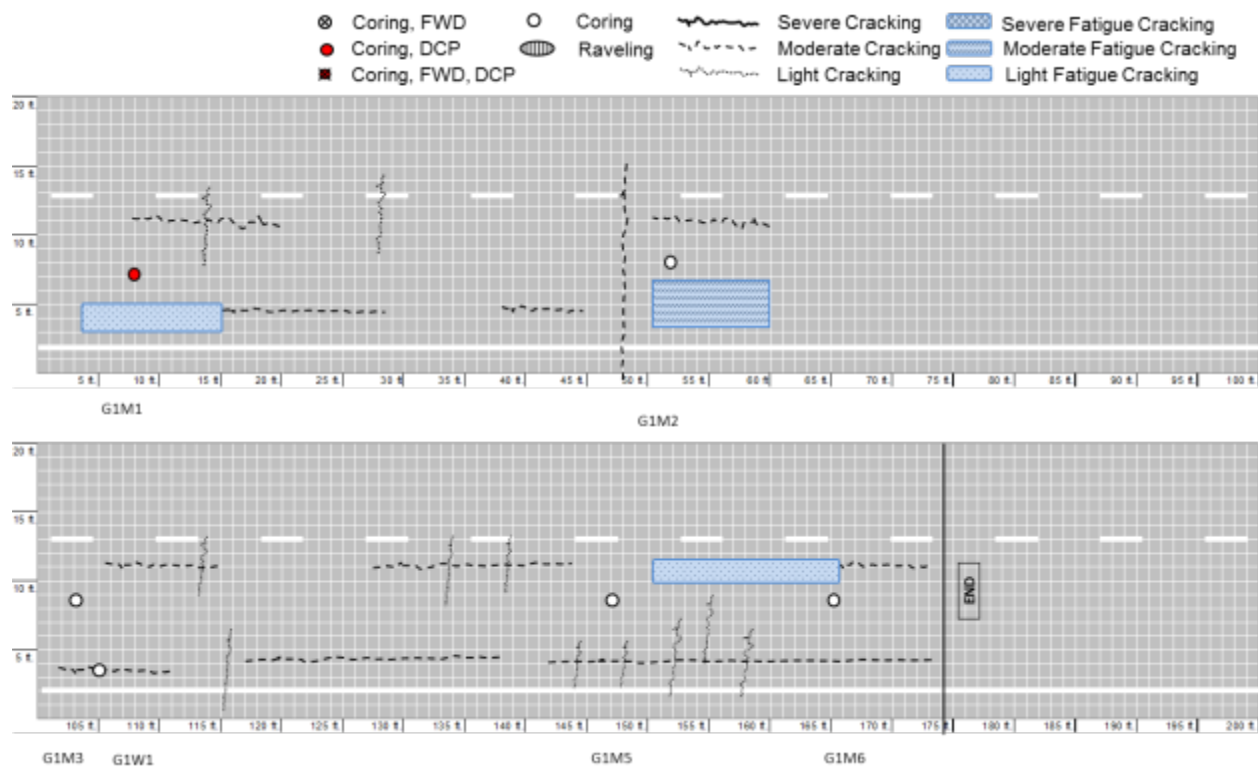 Coring, FWD Coring Severe Cracking Severe Fatigue Cracking
Coring, DCP Raveling Moderate Cracking Moderate Fatigue Cracking
Coring, FWD, DCP Light Cracking Light Fatigue Cracking
20 ft.
15 ft.
10 ft.
5 ft.
5 ft. 10 ft. 15 ft. 20 ft. 25 ft. 30 ft. 35 ft. 40 ft. 45 ft. 50 ft. 55 ft. 60 ft. 65 ft. 70 ft. 75 ft. 80 ft. 85 ft. 90 ft. 95 ft. 100 ft.
G1M1 G1M2
20 ft.
15 ft.
10 ft.
END
5 ft.
105 ft. 110 ft. 115 ft. 120 ft. 125 ft. 130 ft. 135 ft. 140 ft. 145 ft. 150 ft. 155 ft. 160 ft. 165 ft. 170 ft. 175 ft. 180 ft. 185 ft. 190 ft. 195 ft. 200 ft.
G1M3 G1W1 G1M5 G1M6